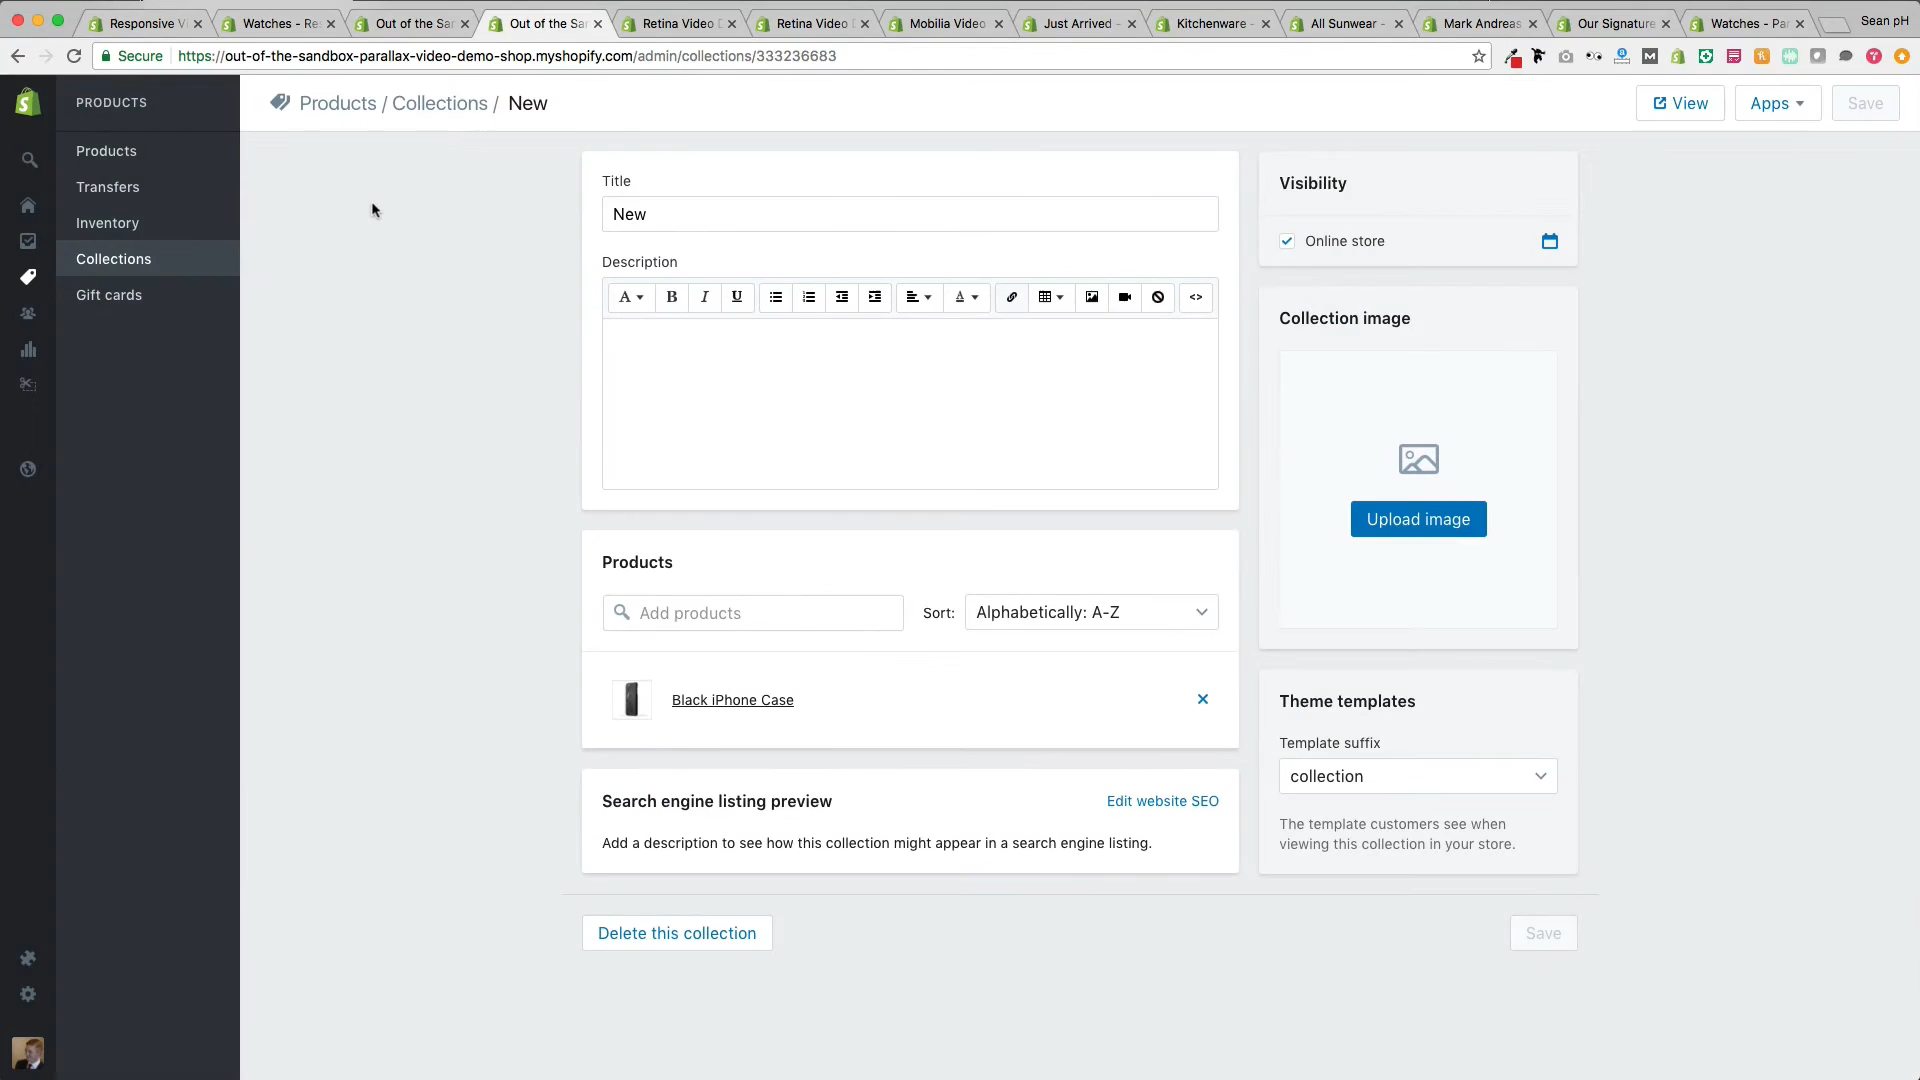 Responsive Vi
Watches - Re
Out of the San
Out of the San
Retina Video D
Retina Video D
Mobilia Video
Just Arrived -
Kitchenware -
All Sunwear -
Mark Andreas
Our Signature
Watches - Par
Sean pH
Secure https://out-of-the-sandbox-parallax-video-demo-shop.myshopify.com/admin/collections/333236683
PRODUCTS
Products
Transfers
Inventory
Collections
Gift cards
Products / Collections / New
View
Apps
Save
Title
New
Description
A B I U A <>
Products
Add products
Sort: Alphabetically: A-Z
Black iPhone Case
Search engine listing preview
Edit website SEO
Add a description to see how this collection might appear in a search engine listing.
Delete this collection
Visibility
Online store
Collection image
Upload image
Theme templates
Template suffix
collection
The template customers see when
viewing this collection in your store.
Save